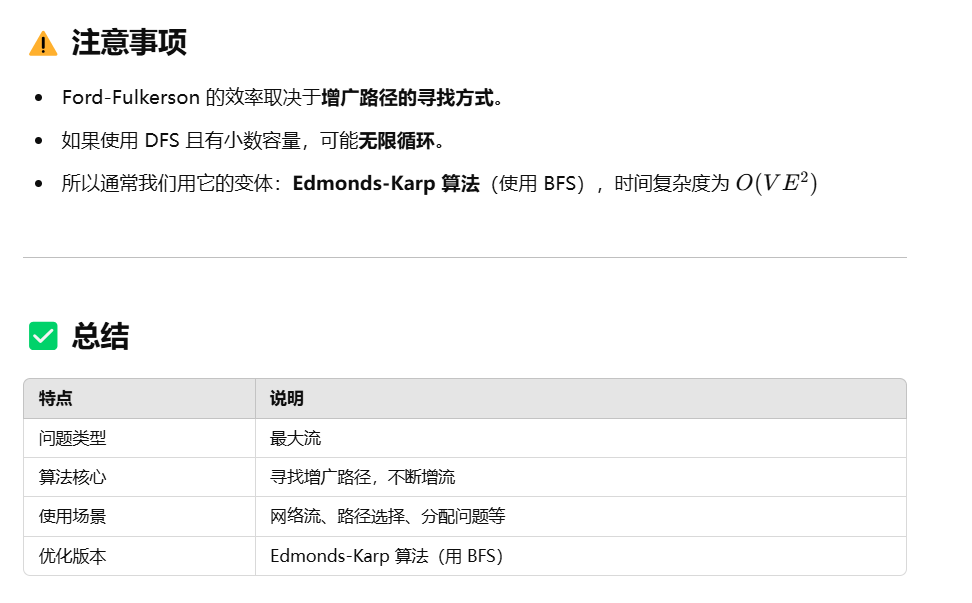 ⚠️ 注意事项
• Ford-Fulkerson 的效率取决于增广路径的寻找方式。
• 如果使用 DFS 且有小数容量，可能无限循环。
• 所以通常我们用它的变体：Edmonds-Karp 算法（使用 BFS），时间复杂度为 O(VE²)
✅ 总结
特点 说明
问题类型 最大流
算法核心 寻找增广路径，不断增流
使用场景 网络流、路径选择、分配问题等
优化版本 Edmonds-Karp 算法（用 BFS）